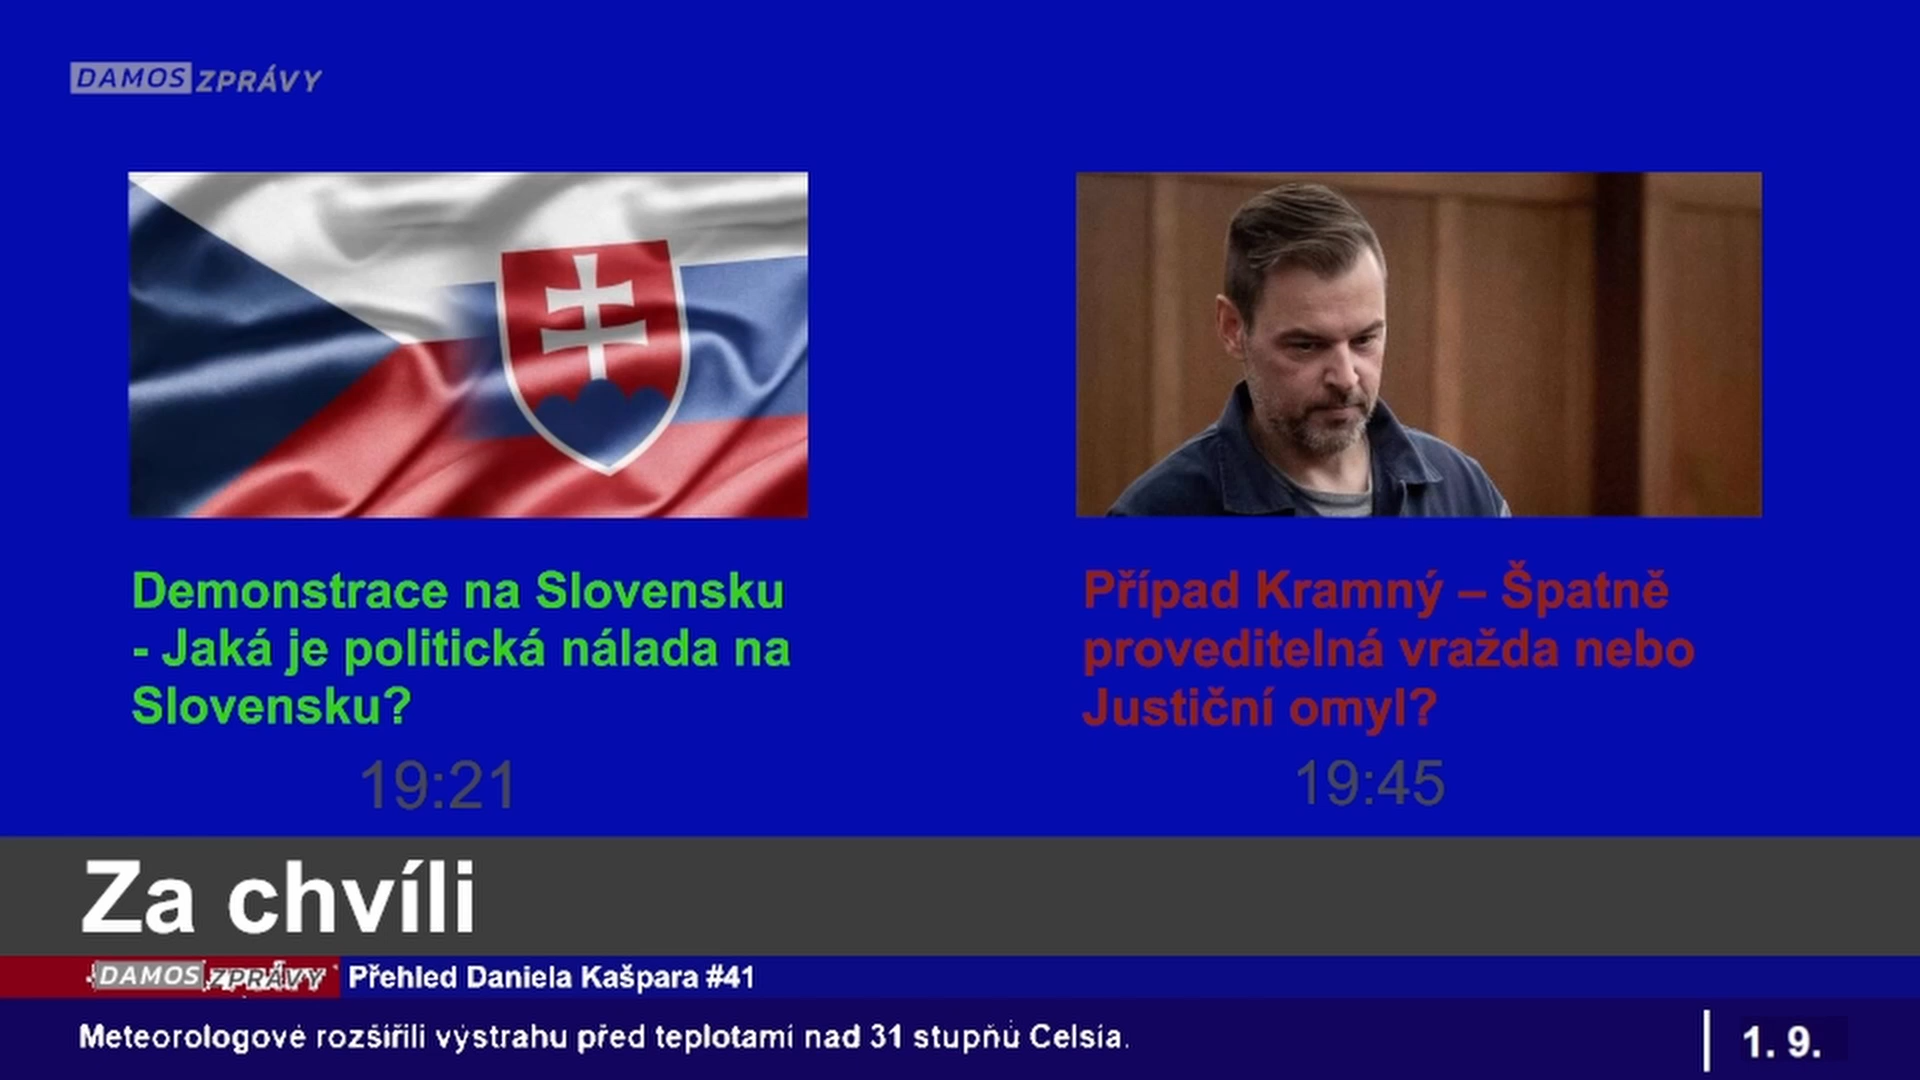 DAMOS ZPRÁVY
Demonstrace na Slovensku
- Jaká je politická nálada na
Slovensku?
19:21
Případ Kramný – Špatně
proveditelná vražda nebo
Justiční omyl?
19:45
Za chvíli
DAMOS ZPRÁVY Přehled Daniela Kašpara #41
Meteorologové rozšířili výstrahu před teplotami nad 31 stupňů Celsia.
1. 9.